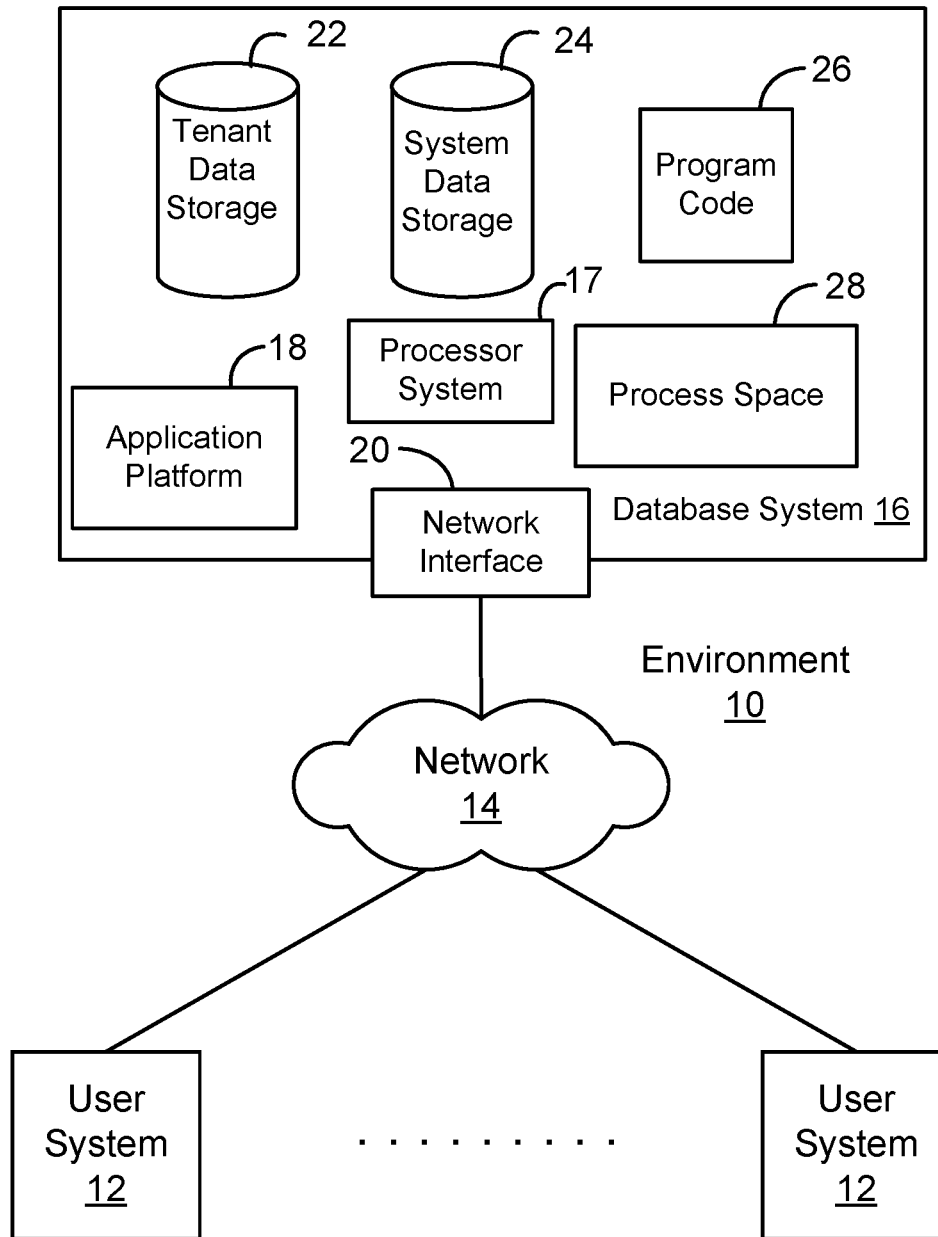 22
24
26
Tenant
Data
Storage
System
Data
Storage
Program
Code
17
28
18
Processor
System
Process Space
Application
Platform
20
Network
Interface
Database System 16
Environment
10
Network
14
User
System
12
. . . . . . . . . .
User
System
12